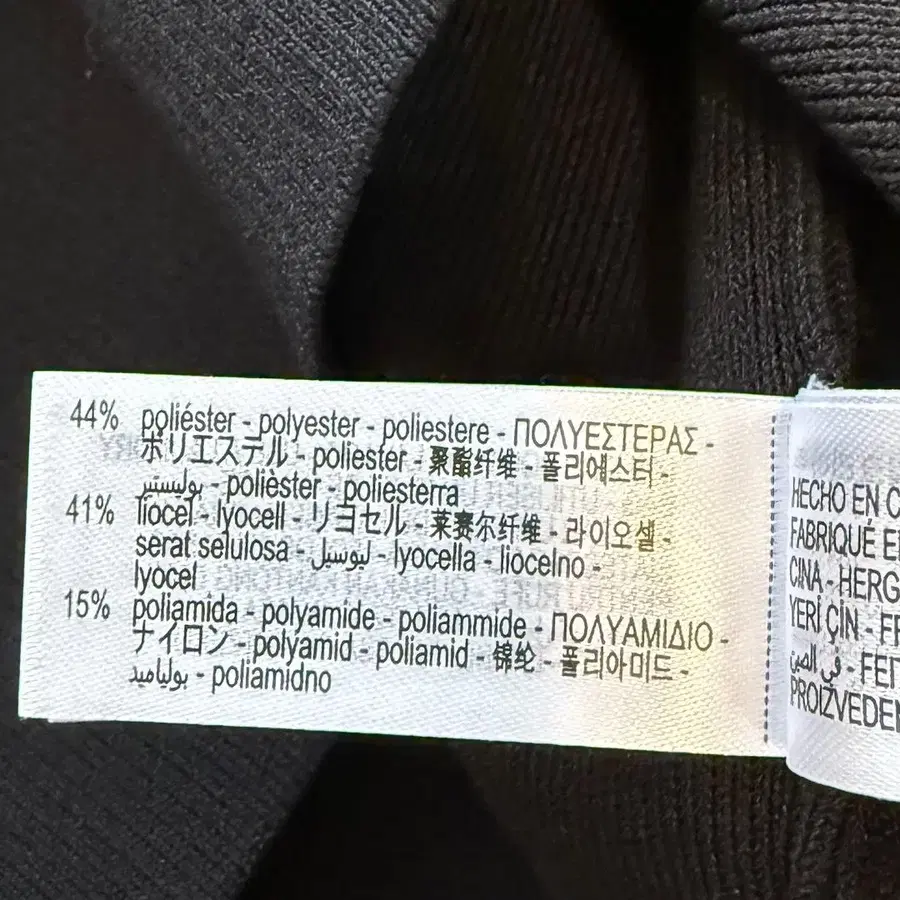 44% poliéster - polyester - poliestere - ΠΟΛΥΕΣΤΕΡΑΣ -
ポリエステル - poliester - 聚酯纤维 - 폴리에스터 -
بوليستير - polièster - poliesterra
41% liocel - lyocell - リヨセル - 莱赛尔纤维 - 라이오셀 -
serat selulosa - ليوسيل - lyocella - liocelno -
lyocel
15% poliamida - polyamide - poliammide - ΠΟΛΥΑΜΙΔΙΟ -
ナイロン - polyamid - poliamid - 锦纶 - 폴리아미드 -
بولياميد - poliamidno
HECHO EN
FABRIQUÉ
CINA - HERG
YERİ ÇİN - FR
في الصين - FEIT
PROIZVEDEN